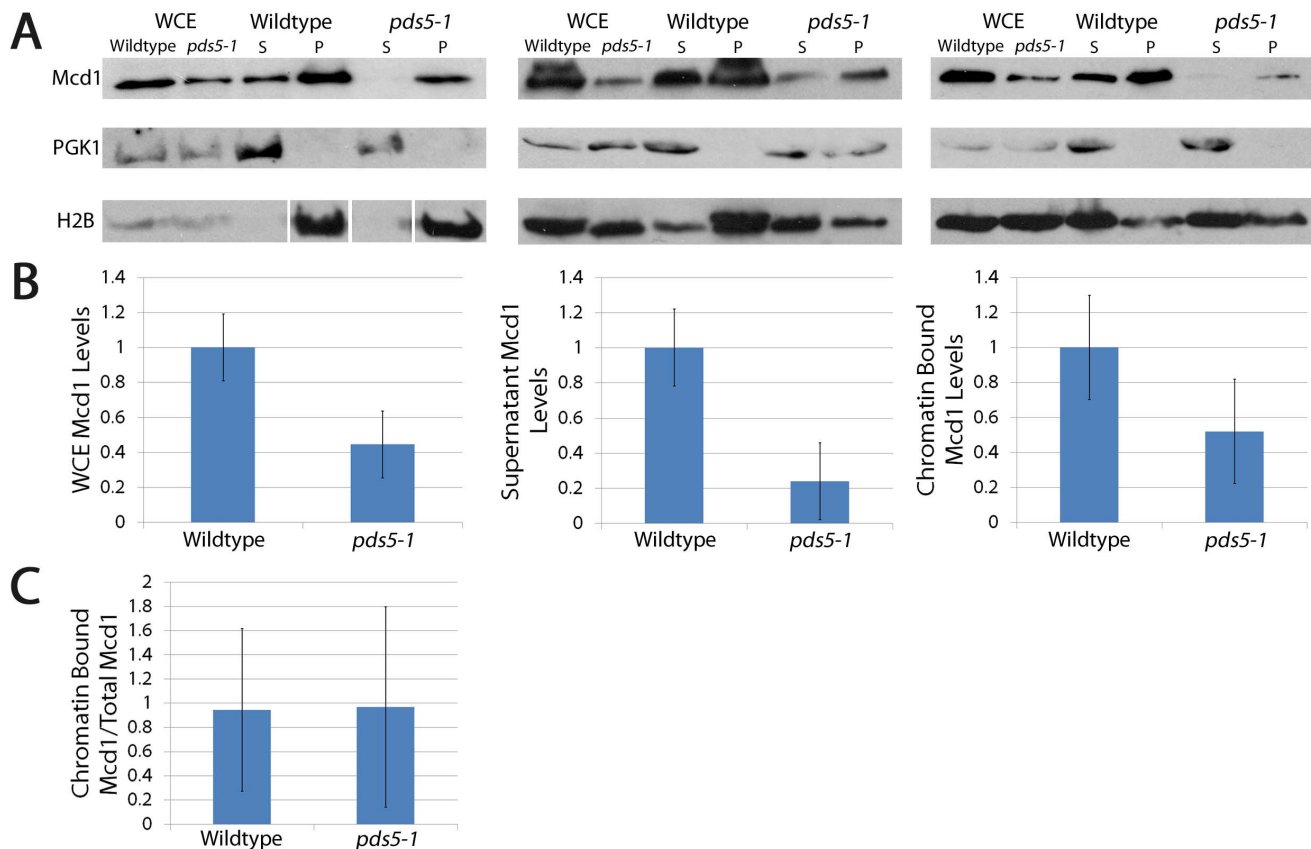 A
WCE Wildtype pds5-1
Wildtype pds5-1 S P S P
WCE Wildtype pds5-1
Wildtype pds5-1 S P S P
WCE Wildtype pds5-1
Wildtype pds5-1 S P S P
Mcd1
PGK1
H2B
B
WCE Mcd1 Levels
1.4
1.2
1
0.8
0.6
0.4
0.2
0
Wildtype pds5-1
Supernatant Mcd1
Levels
1.4
1.2
1
0.8
0.6
0.4
0.2
0
Wildtype pds5-1
Chromatin Bound
Mcd1 Levels
1.4
1.2
1
0.8
0.6
0.4
0.2
0
Wildtype pds5-1
C
Chromatin Bound
Mcd1/Total Mcd1
2
1.8
1.6
1.4
1.2
1
0.8
0.6
0.4
0.2
0
Wildtype pds5-1